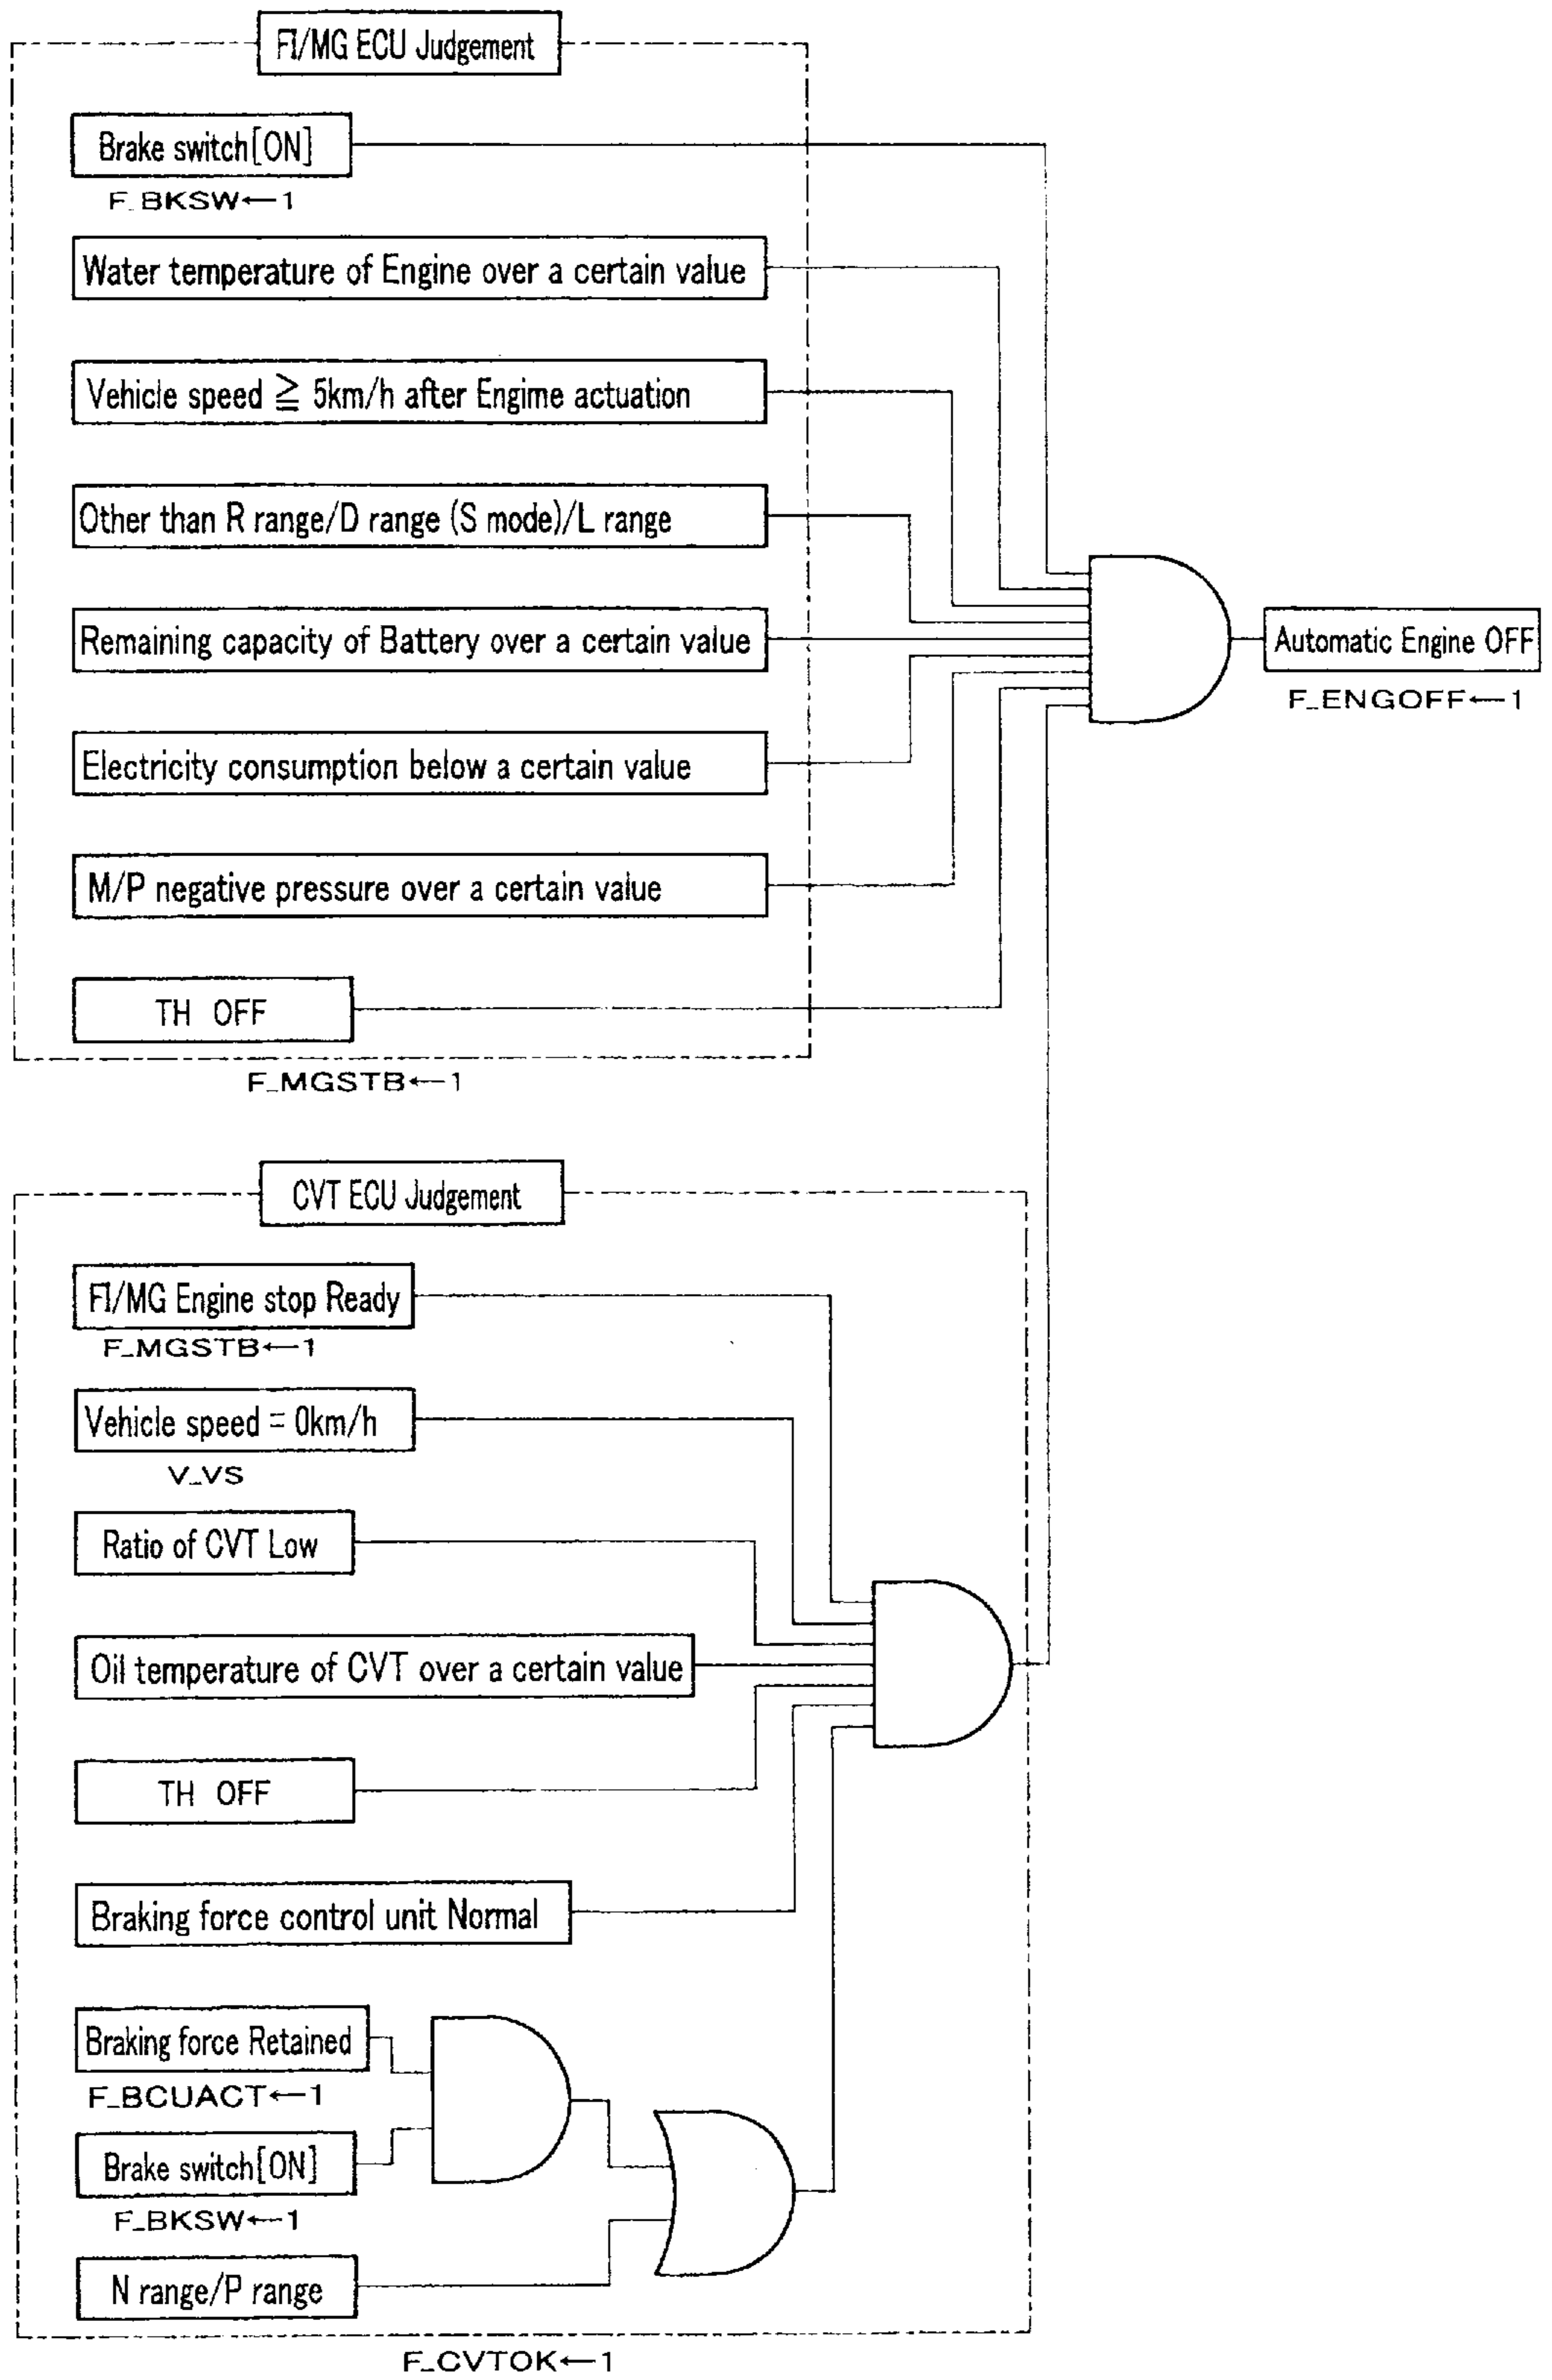 FI/MG ECU Judgement
Brake switch[ON]
F_BKSW←1
Water temperature of Engine over a certain value
Vehicle speed ≧ 5km/h after Engime actuation
Other than R range/D range (S mode)/L range
Remaining capacity of Battery over a certain value
Electricity consumption below a certain value
M/P negative pressure over a certain value
TH OFF
F_MGSTB←1
Automatic Engine OFF
F_ENGOFF←1
CVT ECU Judgement
FI/MG Engine stop Ready
F_MGSTB←1
Vehicle speed = 0km/h
V_VS
Ratio of CVT Low
Oil temperature of CVT over a certain value
TH OFF
Braking force control unit Normal
Braking force Retained
F_BCUACT←1
Brake switch[ON]
F_BKSW←1
N range/P range
F_CVTOK←1